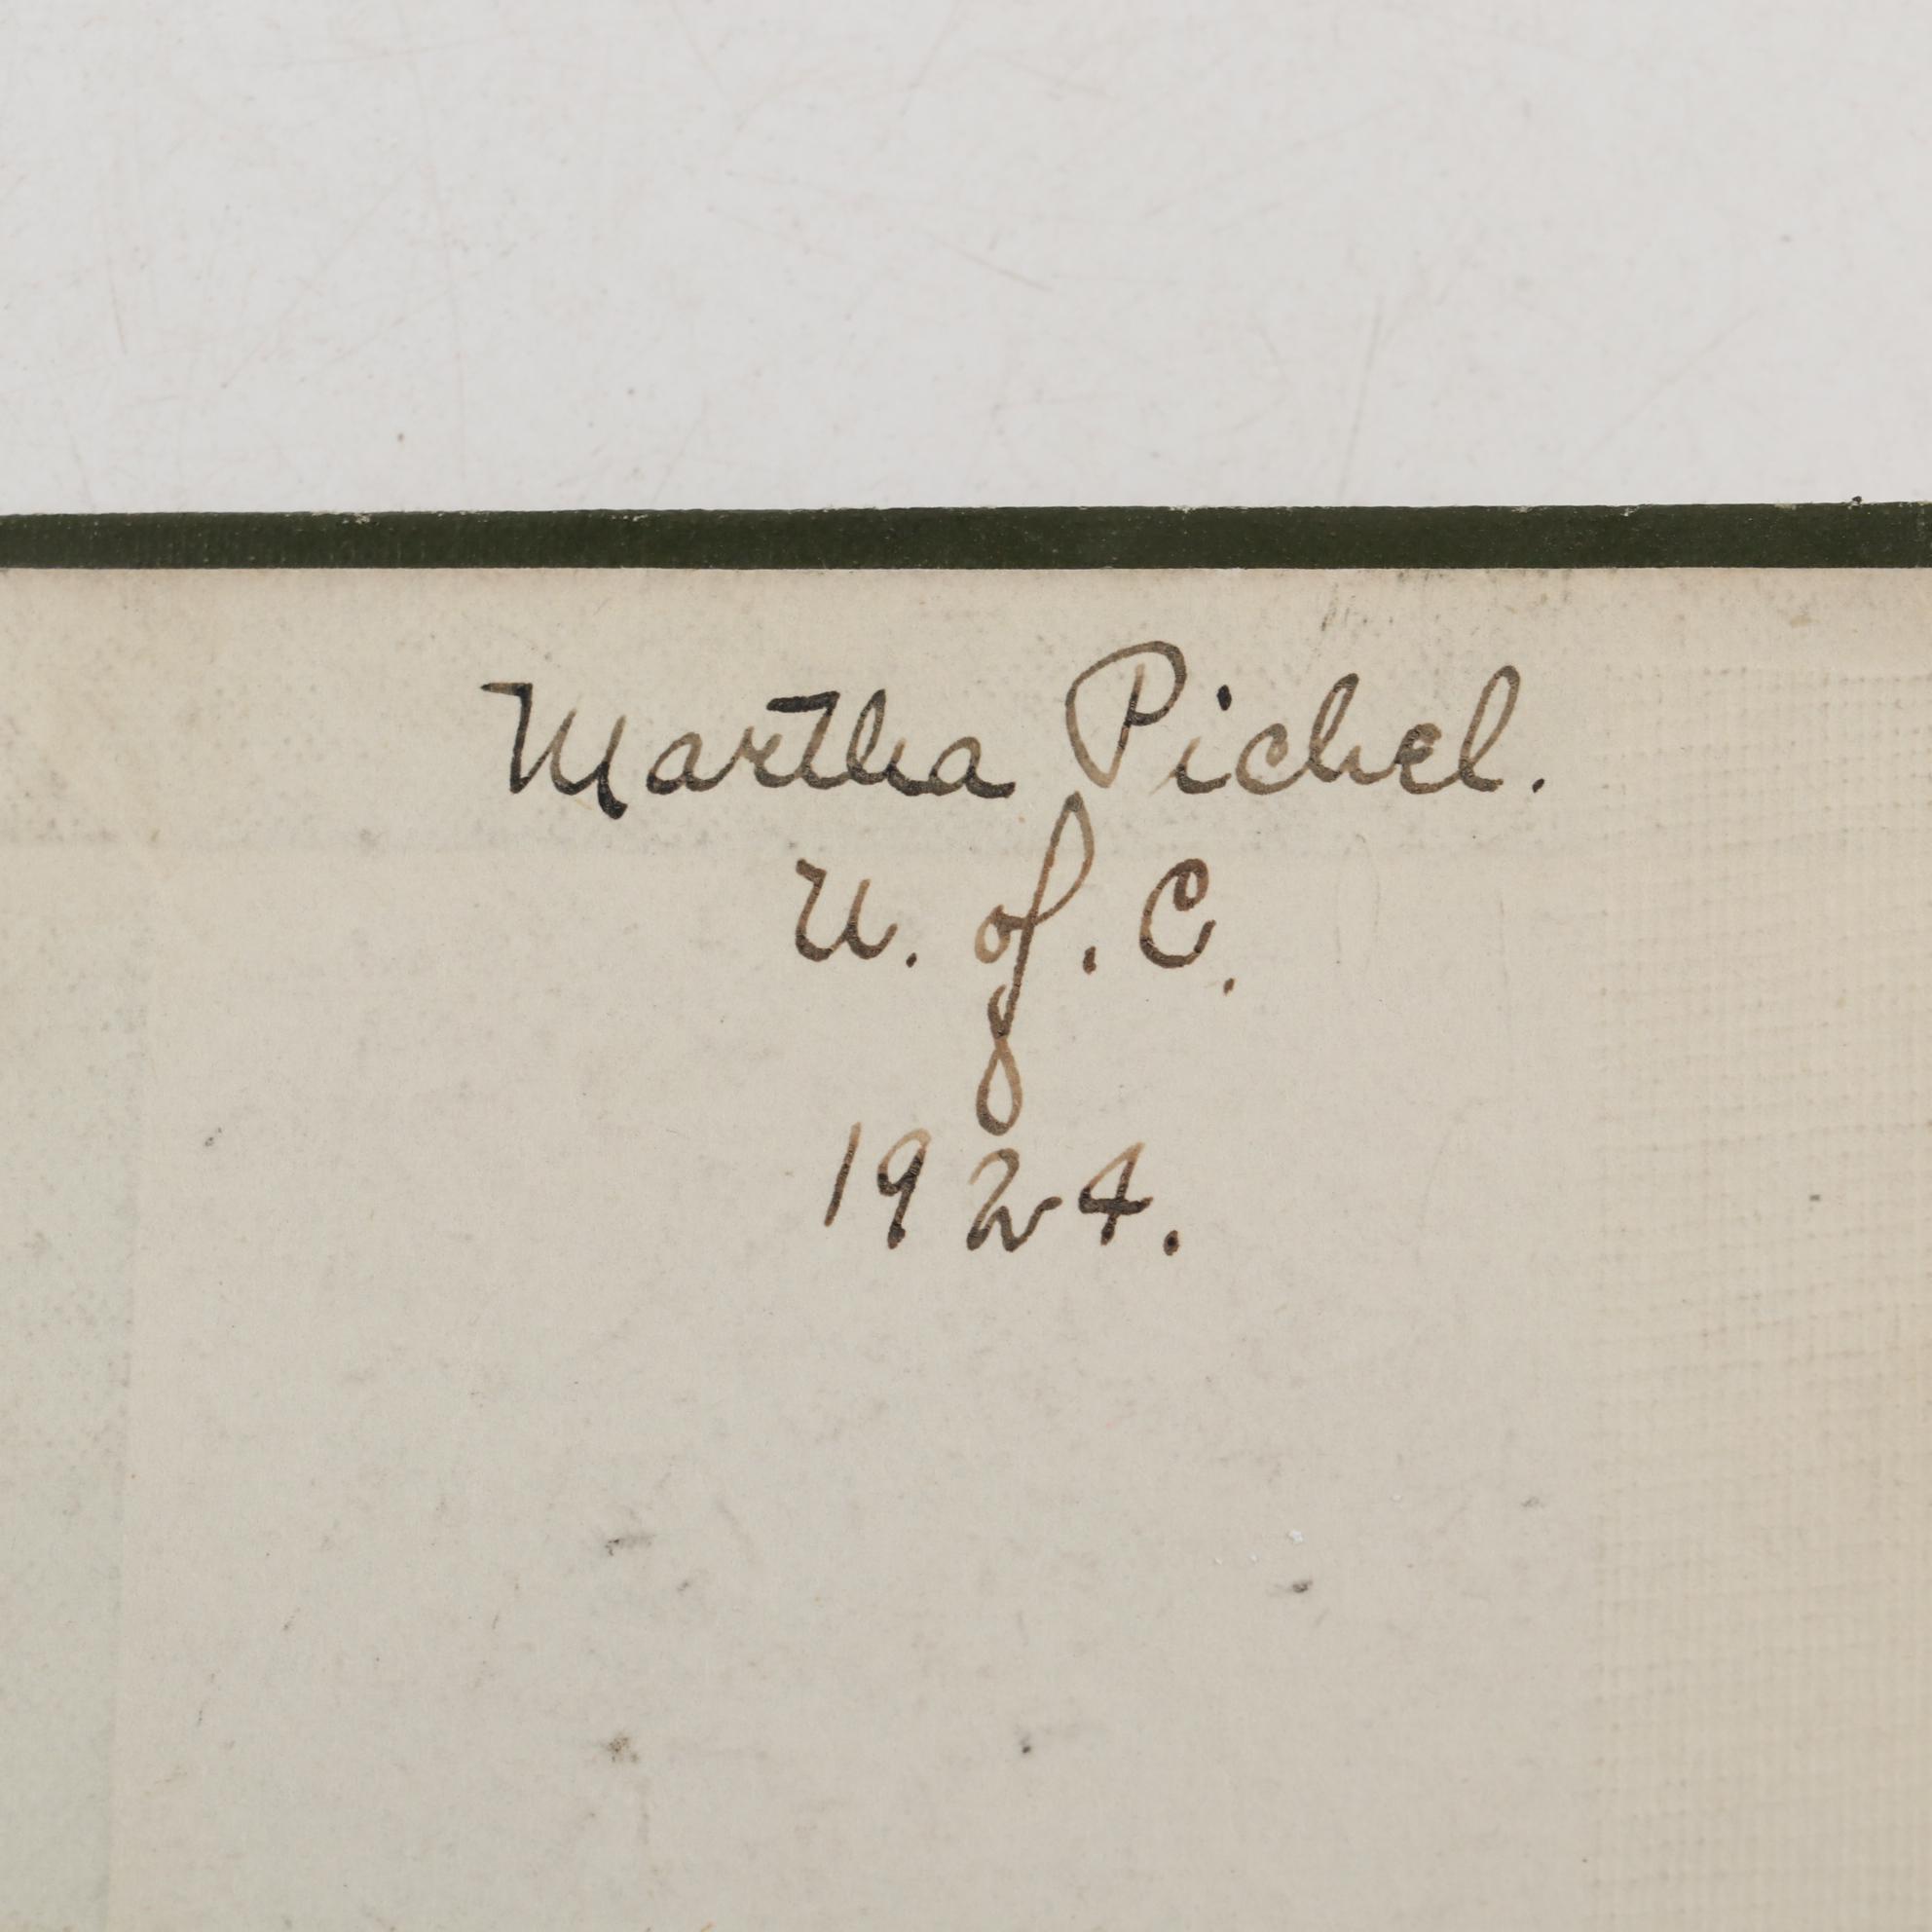 Martha Pichel.
U. of. C.
1924.